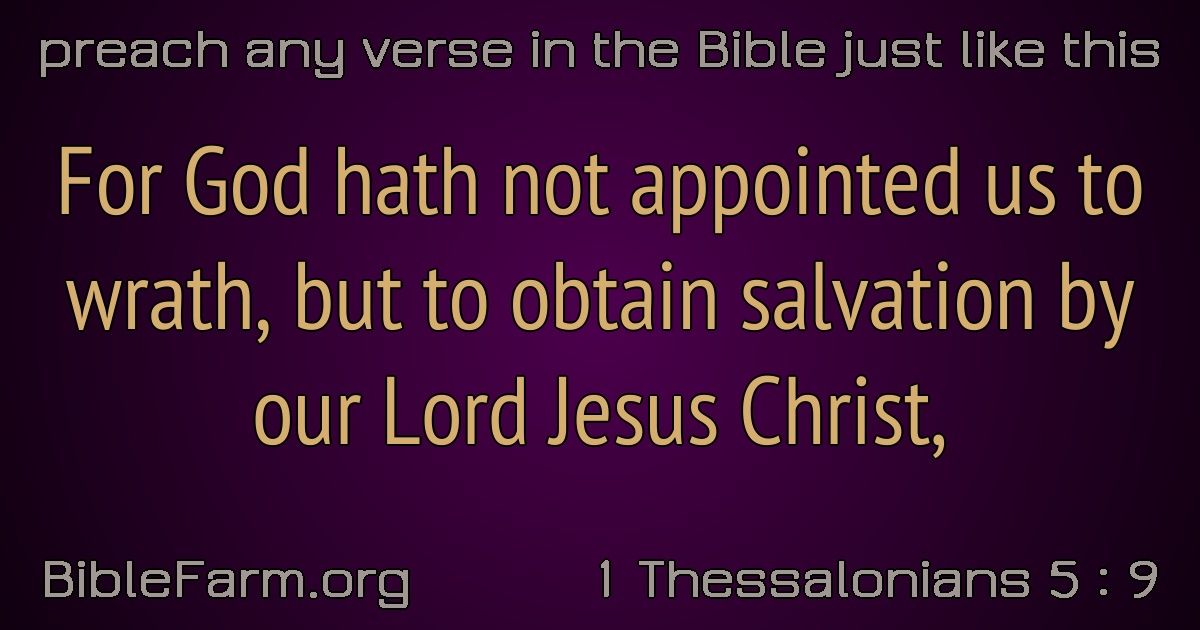 preach any verse in the Bible just like this
For God hath not appointed us to
wrath, but to obtain salvation by
our Lord Jesus Christ,
BibleFarm.org
1 Thessalonians 5 : 9